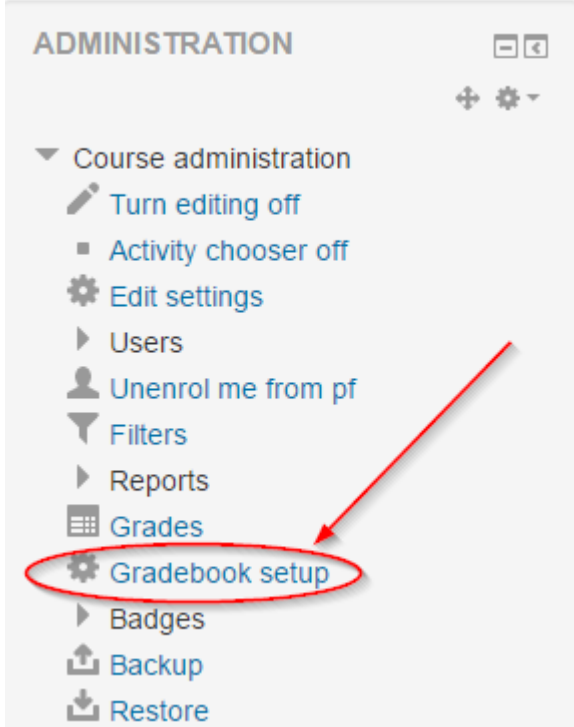 ADMINISTRATION
Course administration
Turn editing off
Activity chooser off
Edit settings
Users
Unenrol me from pf
Filters
Reports
Grades
Gradebook setup
Badges
Backup
Restore